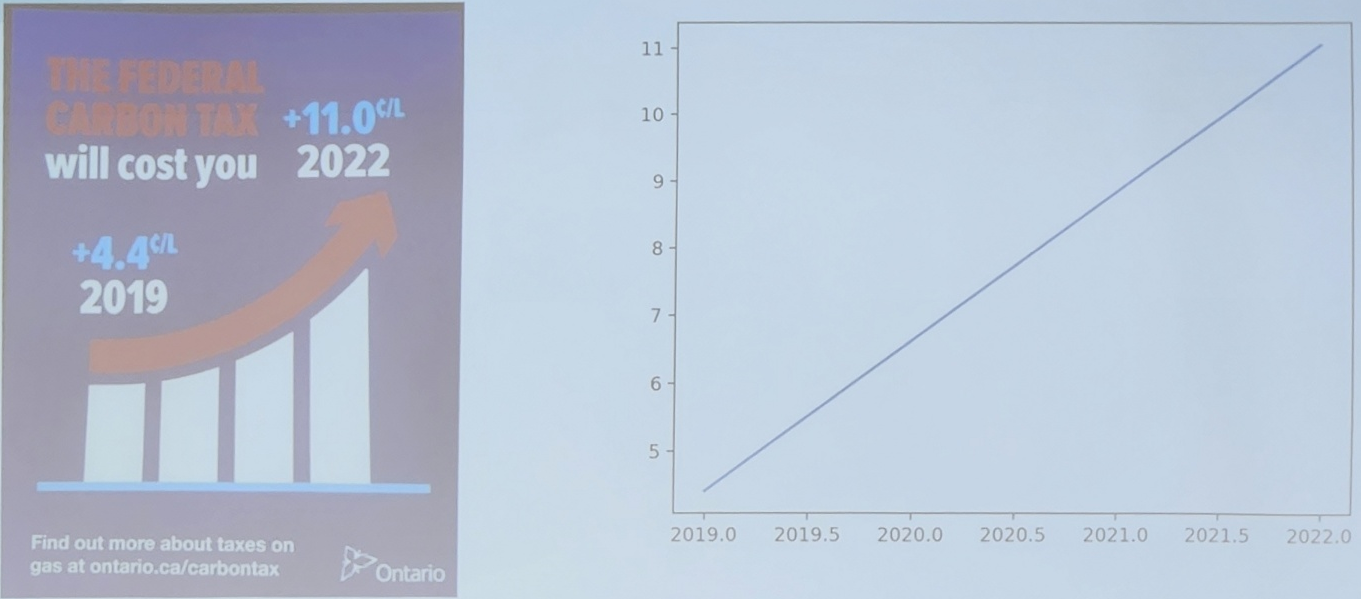 THE FEDERAL
CARBON TAX
will cost you
+11.0¢/L
2022
+4.4¢/L
2019
Find out more about taxes on
gas at ontario.ca/carbontax
Ontario
11
10
9
8
7
6
5
2019.0 2019.5 2020.0 2020.5 2021.0 2021.5 2022.0